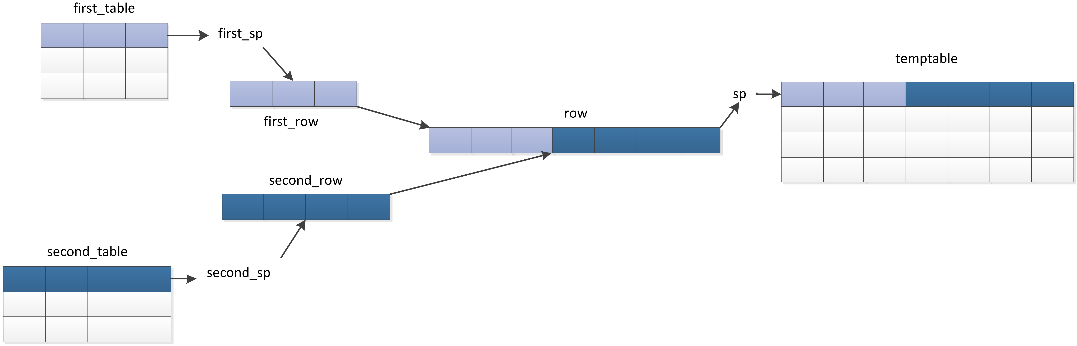 first_table
first_sp
temptable
sp
row
first_row
second_row
second_table
second_sp